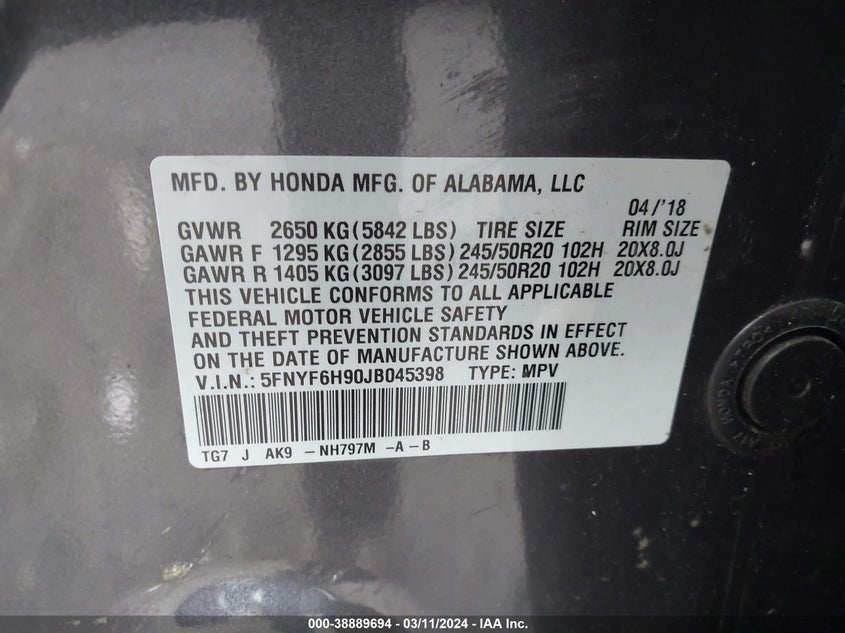 MFD. BY HONDA MFG. OF ALABAMA, LLC
04/'18
GVWR 2650 KG(5842 LBS) TIRE SIZE RIM SIZE
GAWR F 1295 KG(2855 LBS) 245/50R20 102H 20X8.0J
GAWR R 1405 KG(3097 LBS) 245/50R20 102H 20X8.0J
THIS VEHICLE CONFORMS TO ALL APPLICABLE
FEDERAL MOTOR VEHICLE SAFETY
AND THEFT PREVENTION STANDARDS IN EFFECT
ON THE DATE OF MANUFACTURE SHOWN ABOVE.
V.I.N.: 5FNYF6H90JB045398 TYPE: MPV
TG7 J AK9 -NH797M -A-B
HONDA
000-38889694 / 03/11/2024 - IAA Inc.